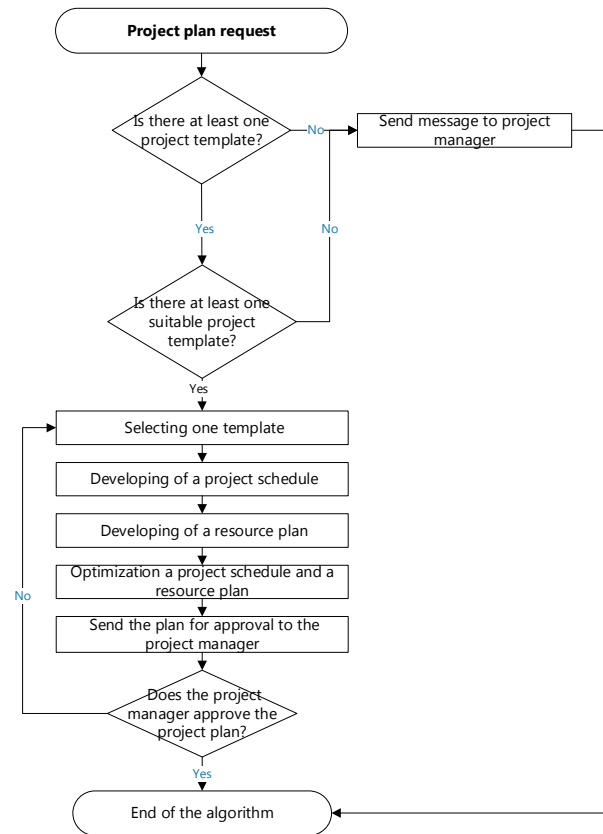 Project plan request
Is there at least one
project template?
No
Send message to project
manager
Yes
No
Is there at least one
suitable project
template?
Yes
Selecting one template
Developing of a project schedule
Developing of a resource plan
Optimization a project schedule and a
resource plan
No
Send the plan for approval to the
project manager
Does the project
manager approve the
project plan?
Yes
End of the algorithm